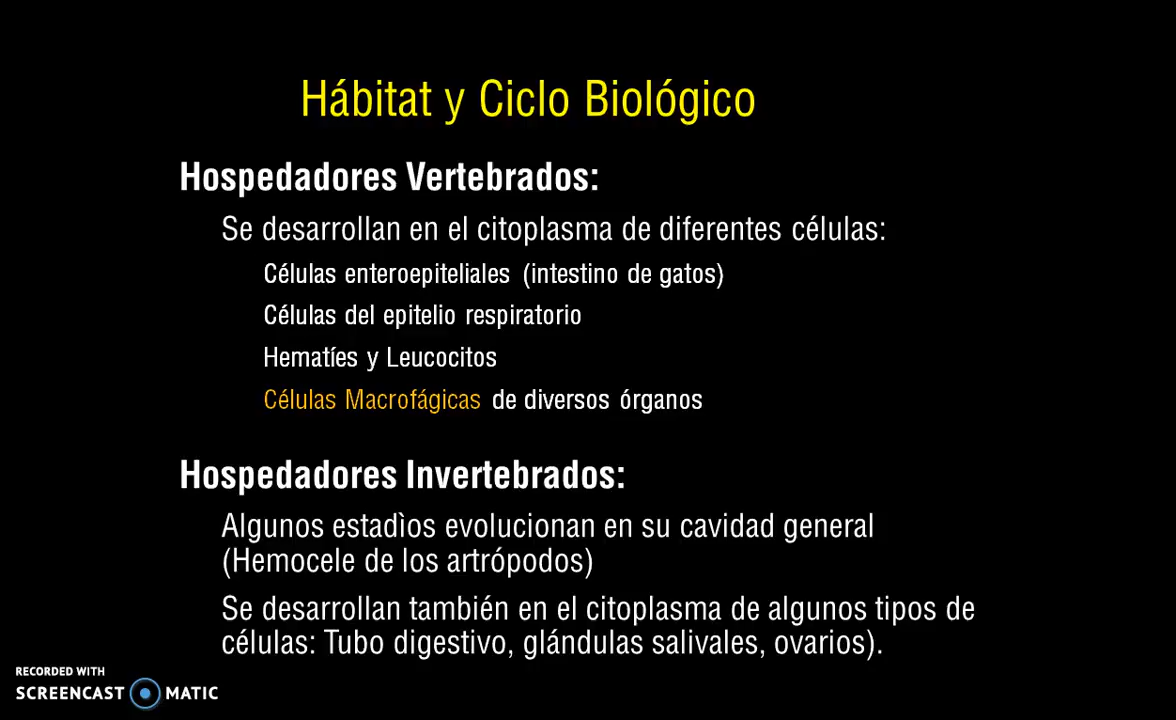 Hábitat y Ciclo Biológico
Hospedadores Vertebrados:
Se desarrollan en el citoplasma de diferentes células:
Células enteroepiteliales (intestino de gatos)
Células del epitelio respiratorio
Hematíes y Leucocitos
Células Macrofágicas de diversos órganos
Hospedadores Invertebrados:
Algunos estadìos evolucionan en su cavidad general
(Hemocele de los artrópodos)
Se desarrollan también en el citoplasma de algunos tipos de
células: Tubo digestivo, glándulas salivales, ovarios).
RECORDED WITH
SCREENCAST MATIC